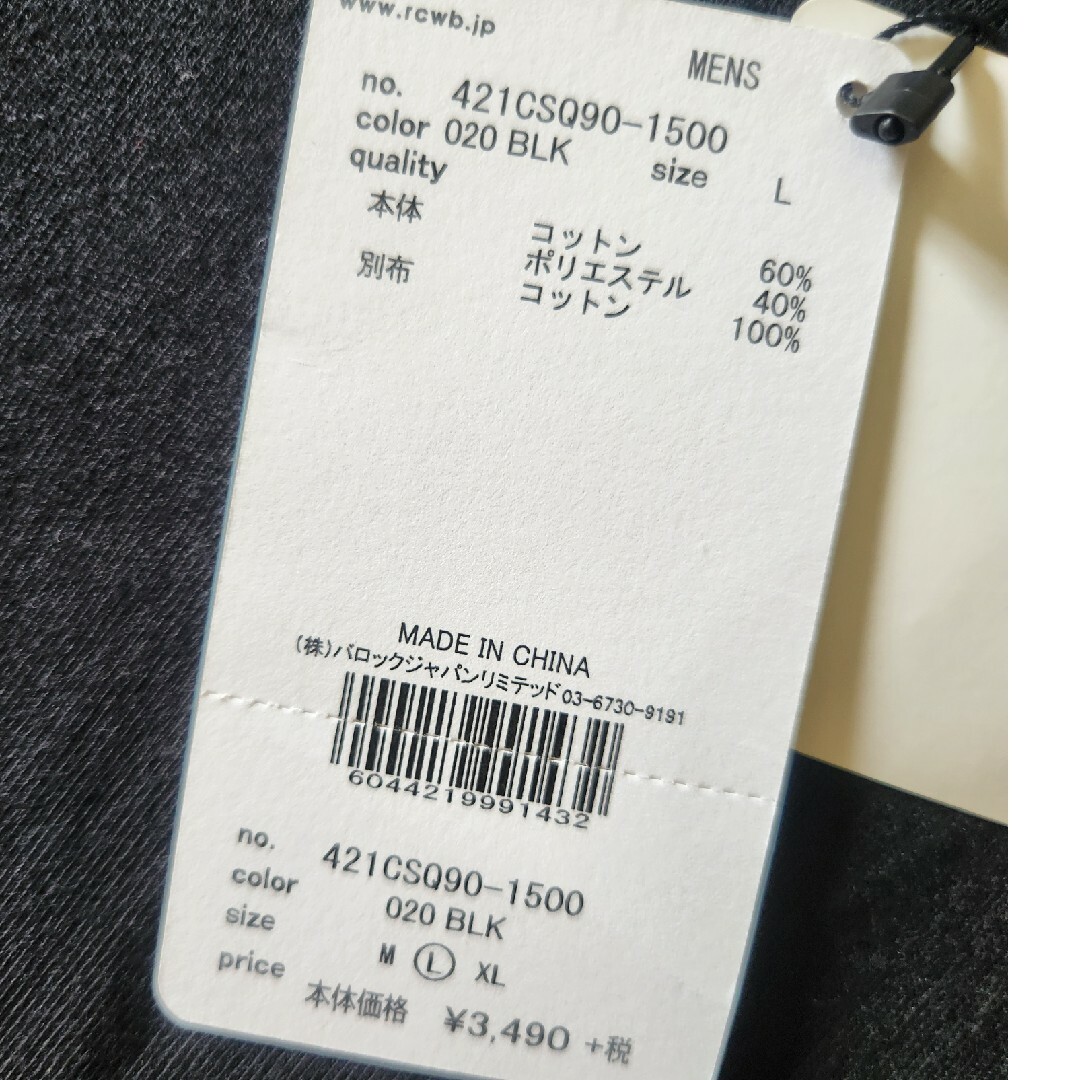 www.rcwb.jp
MENS
no. 421CSQ90-1500
color 020 BLK size L
quality
本体 コットン 60%
ポリエステル 40%
別布 コットン 100%
MADE IN CHINA
(株)バロックジャパンリミテッド03-6730-9191
6044219991432
no. 421CSQ90-1500
color 020 BLK
size M L XL
price 本体価格 ¥3,490 +税